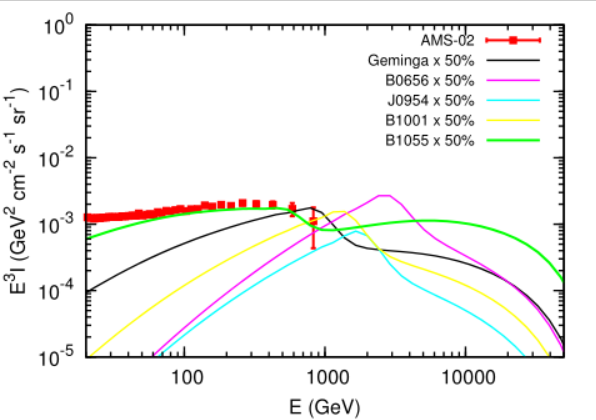 10^0
10^-1
10^-2
10^-3
10^-4
10^-5
E^3I (GeV^2 cm^-2 s^-1 sr^-1)
AMS-02
Geminga x 50%
B0656 x 50%
J0954 x 50%
B1001 x 50%
B1055 x 50%
100 1000 10000
E (GeV)